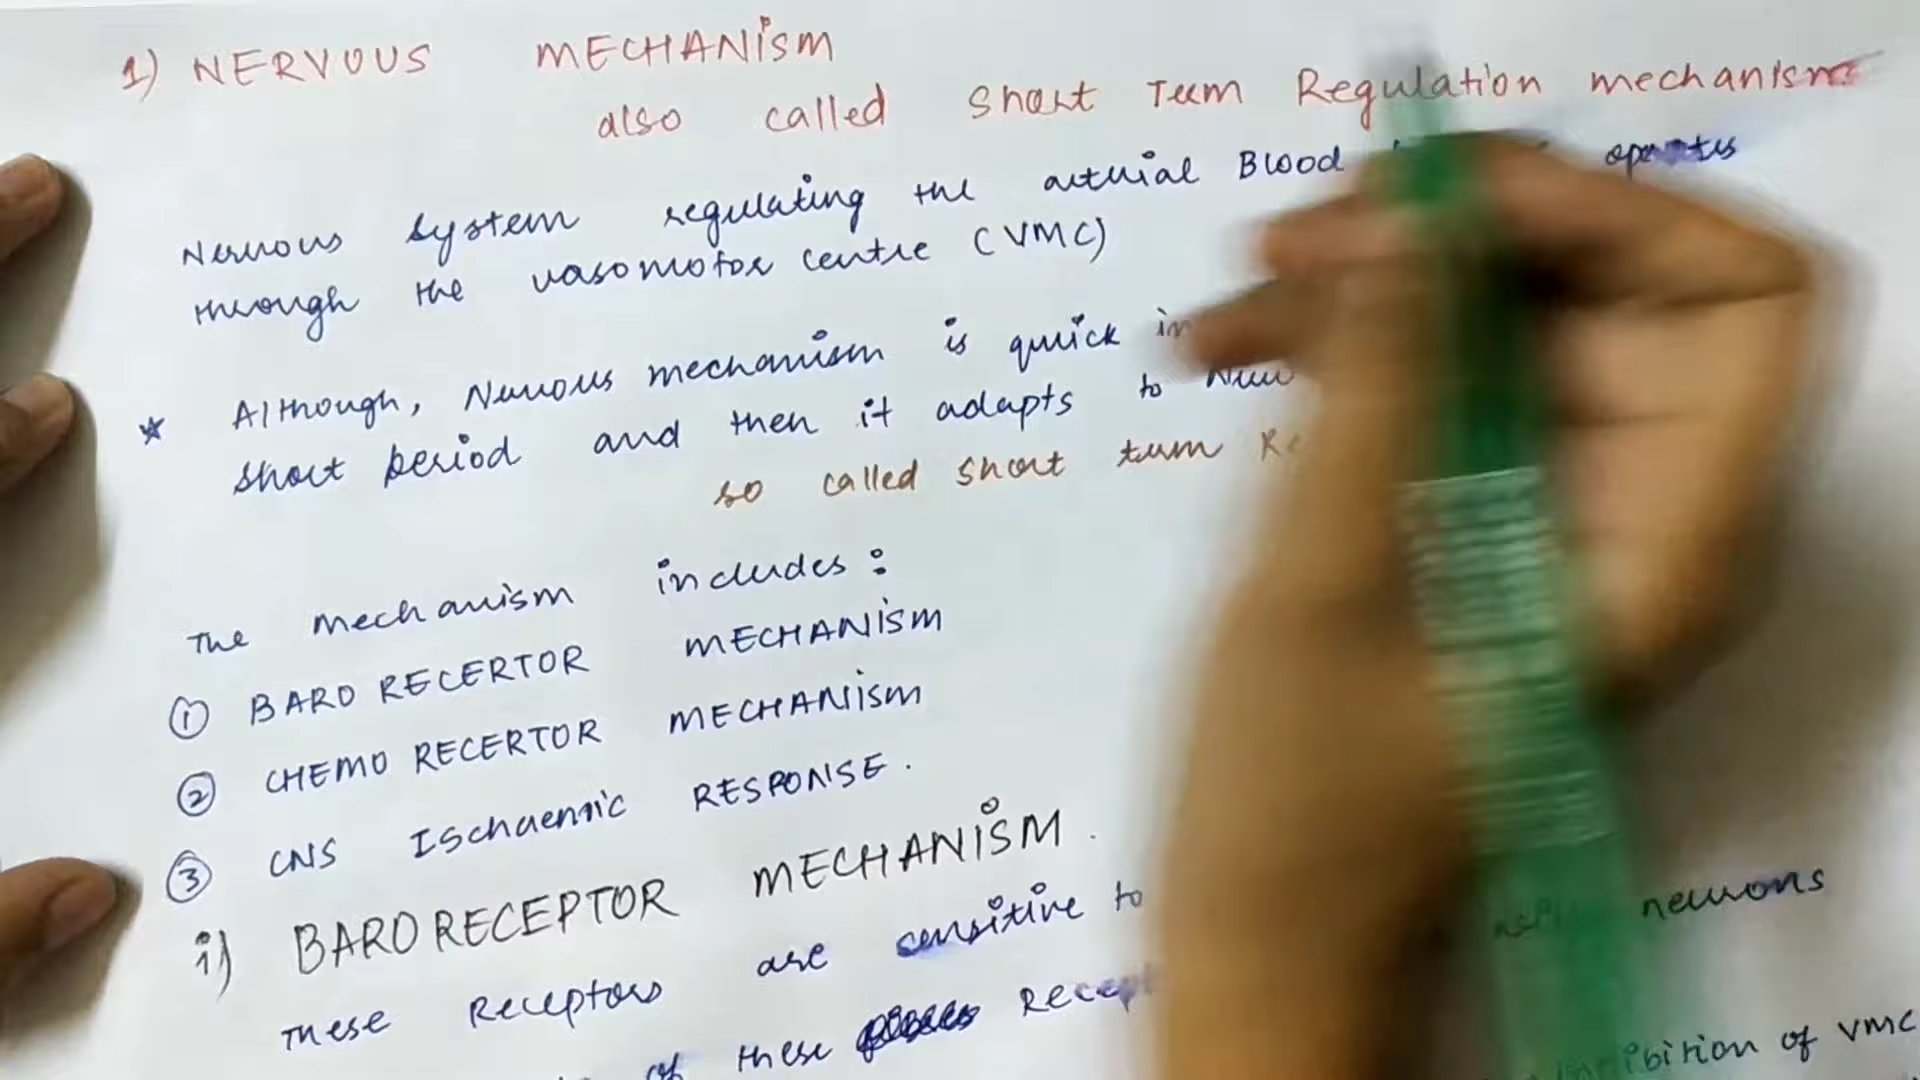 1) NERVOUS MECHANISM
also called short Term Regulation mechanism
Nervous system regulating the arterial Blood operates
through the vasomotor centre (VMC)
* Although, Nervous mechanism is quick in
short period and then it adapts to New
so called short term
The mechanism includes:
① BARO RECERTOR MECHANISM
② CHEMO RECERTOR MECHANISM
③ CNS Ischaemic RESPONSE.
i) BARORECEPTOR MECHANISM.
These Receptors are sensitive to neurons
of these of VMC